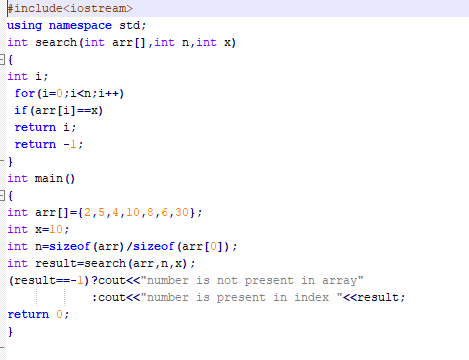 #include<iostream>
using namespace std;
int search(int arr[],int n,int x)
{
int i;
for(i=0;i<n;i++)
if(arr[i]==x)
return i;
return -1;
}
int main()
{
int arr[]={2,5,4,10,8,6,30};
int x=10;
int n=sizeof(arr)/sizeof(arr[0]);
int result=search(arr,n,x);
(result==-1)?cout<<"number is not present in array"
:cout<<"number is present in index "<<result;
return 0;
}